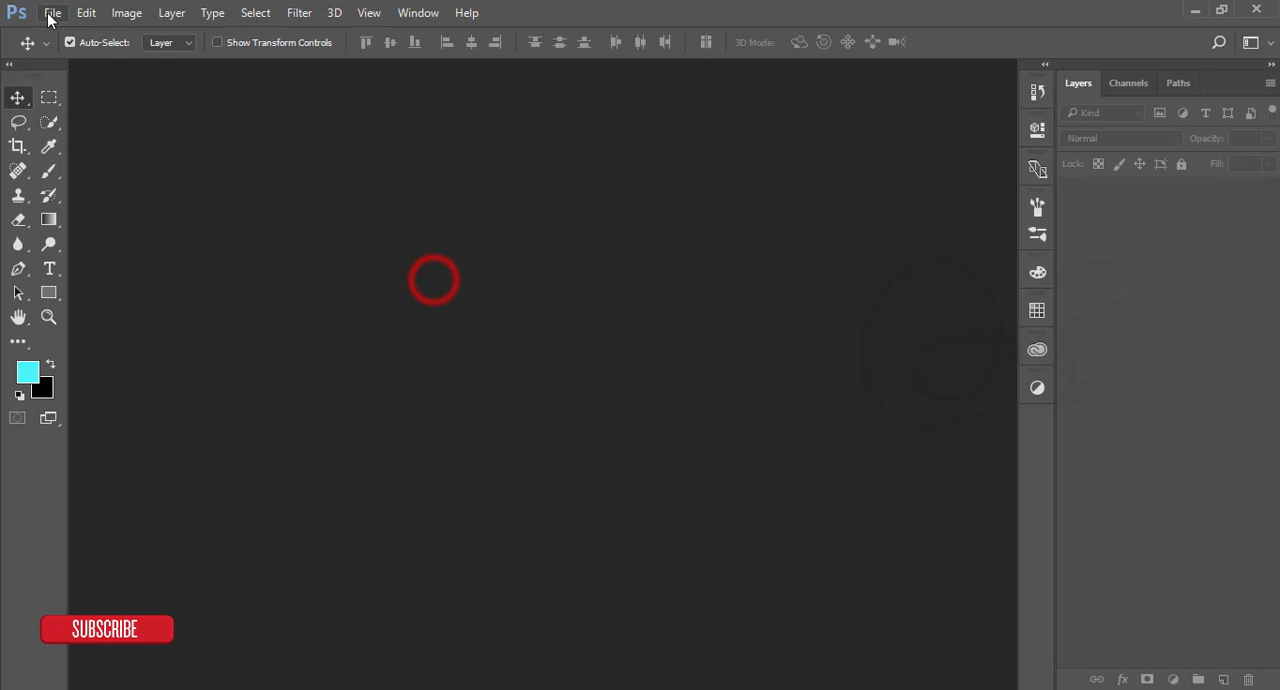 Ps File Edit Image Layer Type Select Filter 3D View Window Help
Auto-Select: Layer Show Transform Controls 3D Mode:
Layers Channels Paths
Kind
Normal Opacity:
Lock: Fill:
SUBSCRIBE
fx